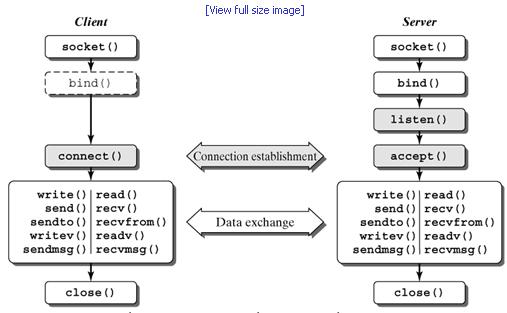 [View full size image]
Client Server
socket() socket()
bind() bind()
listen()
connect() Connection establishment accept()
write() read() write() read()
send() recv() send() recv()
sendto() recvfrom() Data exchange sendto() recvfrom()
writev() readv() writev() readv()
sendmsg() recvmsg() sendmsg() recvmsg()
close() close()